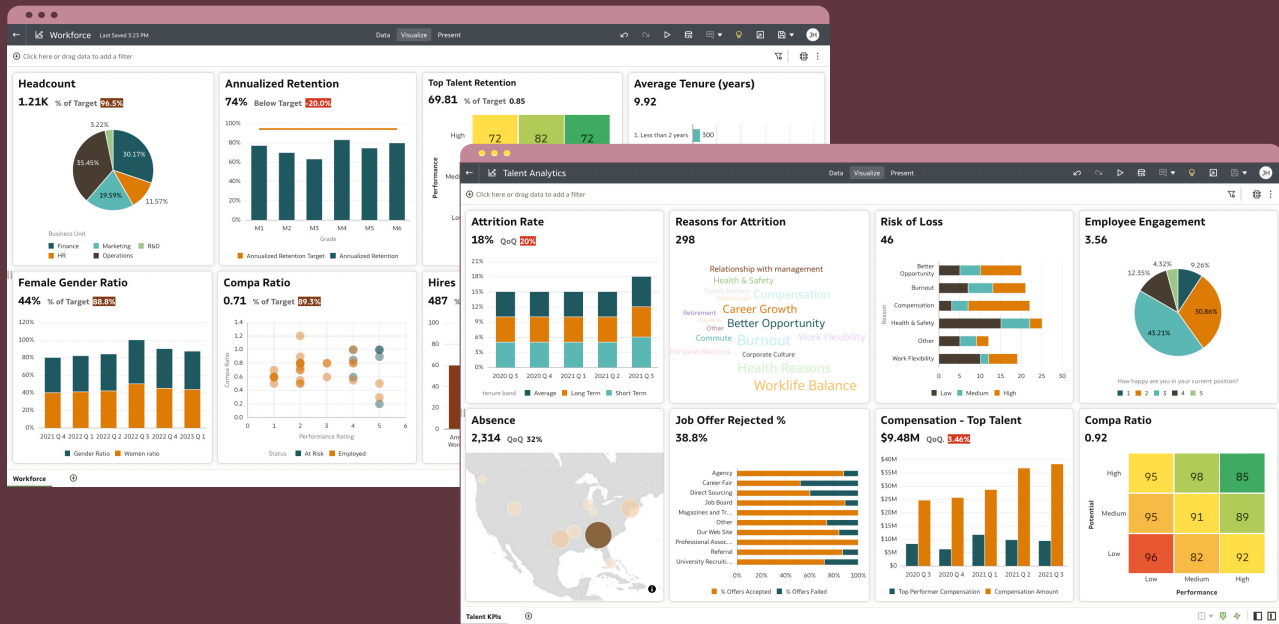 Workforce Last Saved 3:23 PM
Data Visualize Present
JH
Click here or drag data to add a filter
Headcount
1.21K % of Target 96.5%
3.22%
30.17%
35.45%
19.59%
11.57%
Business Unit
Finance Marketing R&D
HR Operations
Annualized Retention
74% Below Target -20.0%
100%
80%
60%
40%
20%
0%
M1 M2 M3 M4 M5 M6
Grade
Annualized Retention Target Annualized Retention
Top Talent Retention
69.81 % of Target 0.85
High 72 82 72
Performance
Average Tenure (years)
9.92
1. Less than 2 years 300
Female Gender Ratio
44% % of Target 88.8%
120%
100%
80%
60%
40%
20%
0%
2021 Q 4 2022 Q 1 2022 Q 2 2022 Q 3 2022 Q 4 2023 Q 1
Gender Ratio Women ratio
Compa Ratio
0.71 % of Target 89.3%
Compa Ratio
1.4
1.2
1.0
0.8
0.6
0.4
0.2
0.0
0 1 2 3 4 5 6
Performance Rating
Status At Risk Employed
Hires
487 %
100
80
60
40
20
0
Workforce
Talent Analytics
Data Visualize Present
JH
Click here or drag data to add a filter
Attrition Rate
18% QoQ 20%
21%
18%
15%
12%
9%
6%
3%
0%
2020 Q 3 2020 Q 4 2021 Q 1 2021 Q 2 2021 Q 3
tenure band Average Long Term Short Term
Reasons for Attrition
298
Relationship with management
Health & Safety
Family Matters
Compensation
Career Growth
Retirement
Better Opportunity
Other
Commute Burnout Work Flexibility
Personal Reasons Corporate Culture
Health Reasons
Worklife Balance
Risk of Loss
46
Reason
Better
Opportunity
Burnout
Compensation
Health & Safety
Other
Work Flexibility
0 5 10 15 20 25 30
Low Medium High
Employee Engagement
3.56
4.32% 9.26%
12.35%
30.86%
43.21%
How happy are you in your current position?
1 2 3 4 5
Absence
2,314 QoQ 32%
Job Offer Rejected %
38.8%
Agency
Career Fair
Direct Sourcing
Job Board
Magazines and Tr...
Other
Our Web Site
Professional Assoc...
Referral
University Recruiti...
0% 20% 40% 60% 80% 100%
% Offers Accepted % Offers Failed
Compensation - Top Talent
$9.48M QoQ. 3.46%
$40M
$35M
$30M
$25M
$20M
$15M
$10M
$5M
$0
2020 Q 3 2020 Q 4 2021 Q 1 2021 Q 2 2021 Q 3
Top Performer Compensation Compensation Amount
Compa Ratio
0.92
Potential
High 95 98 85
Medium 95 91 89
Low 96 82 92
Low Medium High
Performance
Talent KPIs